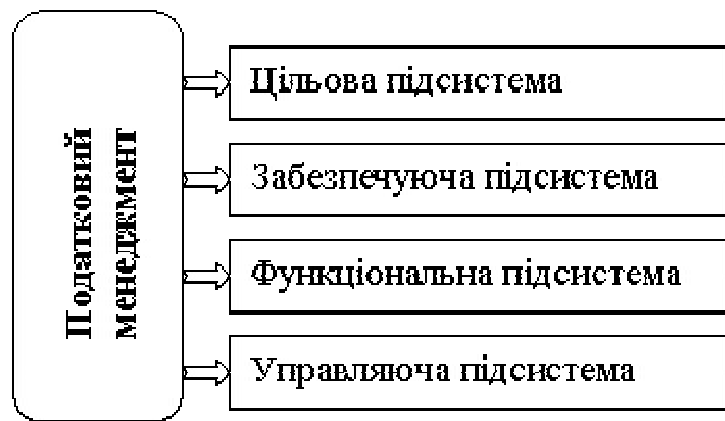 Податковий
менеджмент
Цільова підсистема
Забезпечуюча підсистема
Функціональна підсистема
Управляюча підсистема